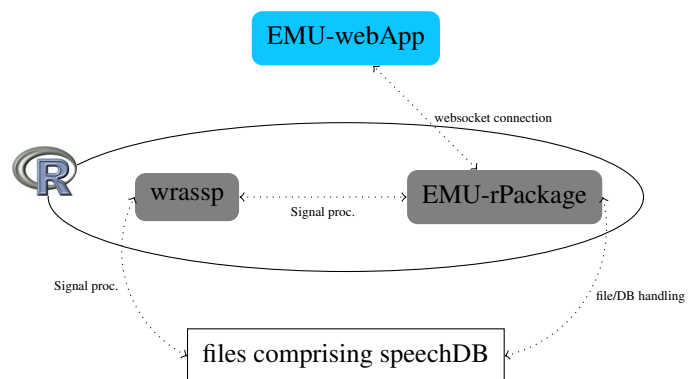 EMU-webApp
websocket connection
R
wrassp
EMU-rPackage
Signal proc.
Signal proc.
file/DB handling
files comprising speechDB